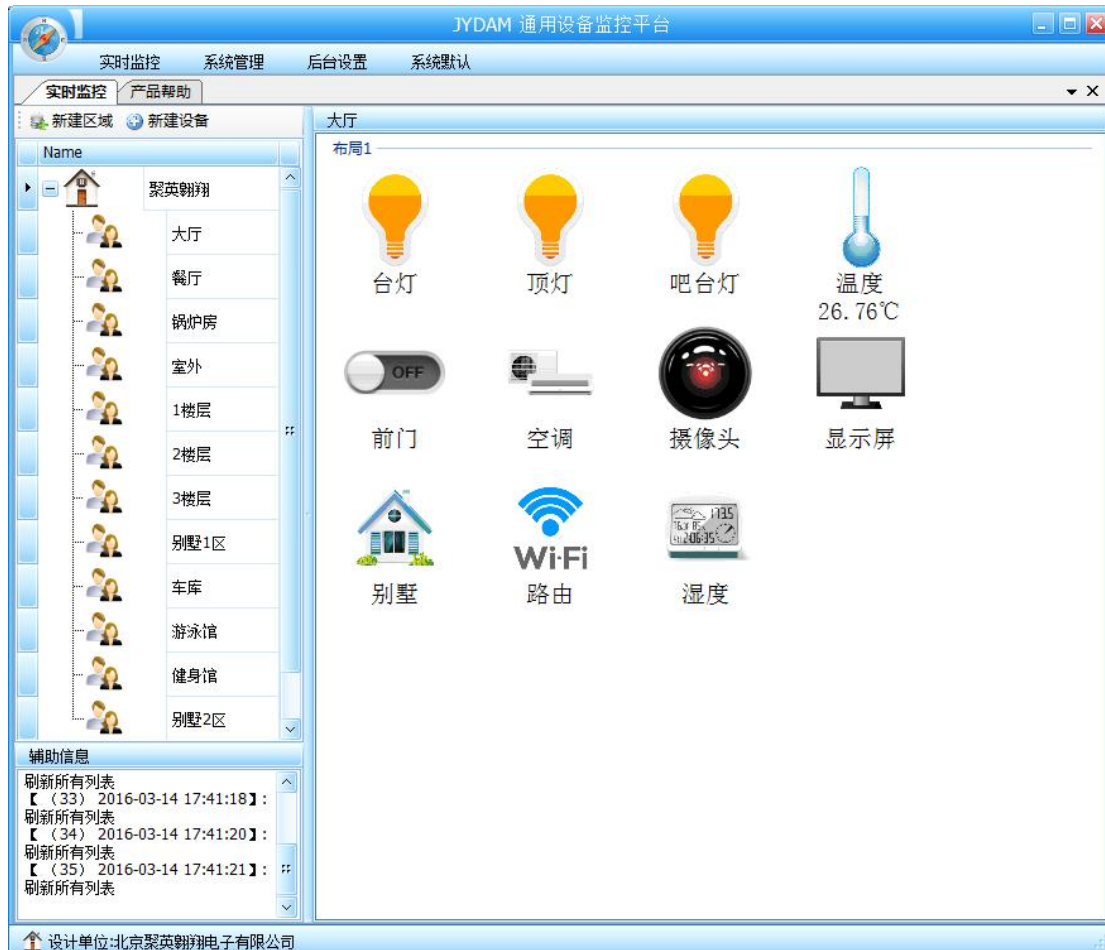 JYDAM 通用设备监控平台
实时监控 系统管理 后台设置 系统默认
实时监控 产品帮助
新建区域 新建设备
Name
聚英翱翔
大厅
餐厅
锅炉房
室外
1楼层
2楼层
3楼层
别墅1区
车库
游泳馆
健身馆
别墅2区
辅助信息
刷新所有列表
【 （33） 2016-03-14 17:41:18】:
刷新所有列表
【 （34） 2016-03-14 17:41:20】:
刷新所有列表
【 （35） 2016-03-14 17:41:21】:
刷新所有列表
大厅
布局1
台灯 顶灯 吧台灯 温度
26.76℃
OFF
前门 空调 摄像头 显示屏
Wi-Fi
别墅 路由 湿度
设计单位:北京聚英翱翔电子有限公司